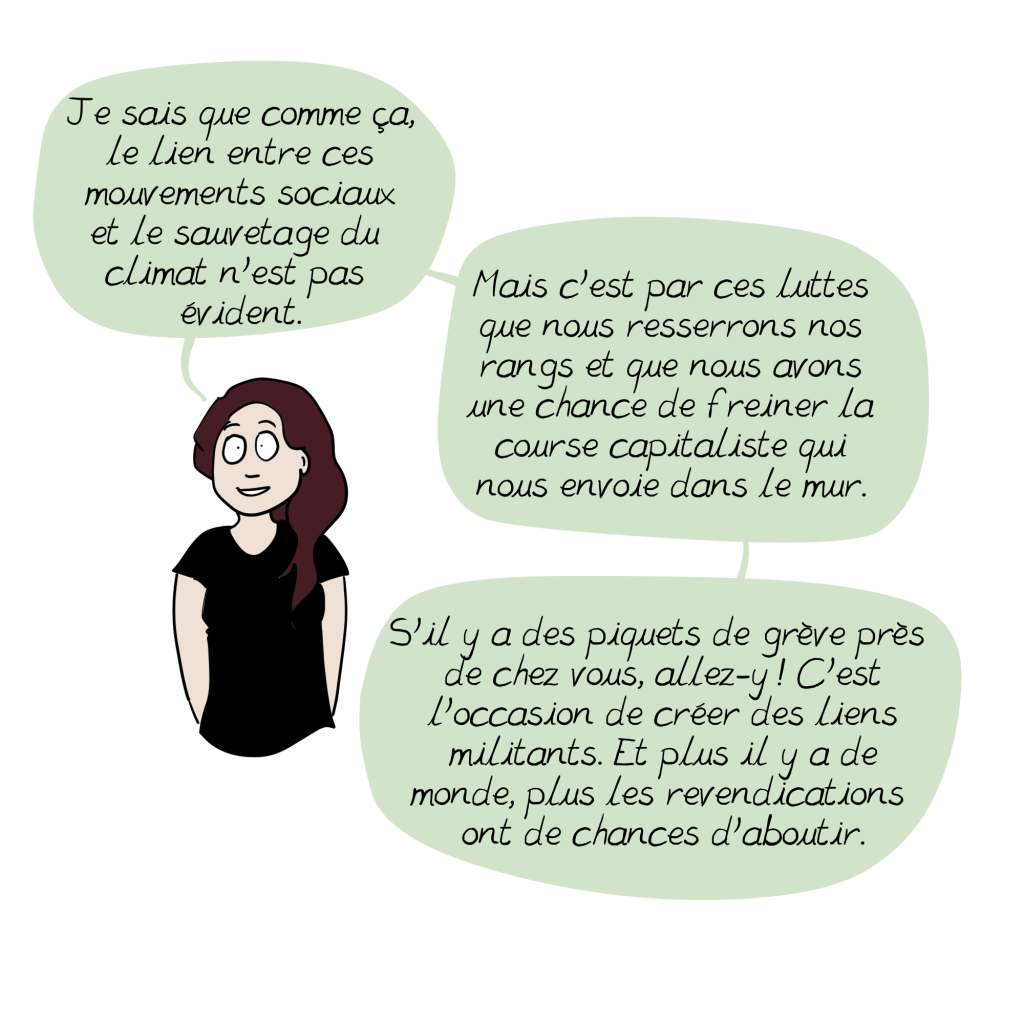 Je sais que comme ça,
le lien entre ces
mouvements sociaux
et le sauvetage du
climat n'est pas
évident.
Mais c'est par ces luttes
que nous resserrons nos
rangs et que nous avons
une chance de freiner la
course capitaliste qui
nous envoie dans le mur.
S'il y a des piquets de grève près
de chez vous, allez-y ! C'est
l'occasion de créer des liens
militants. Et plus il y a de
monde, plus les revendications
ont de chances d'aboutir.